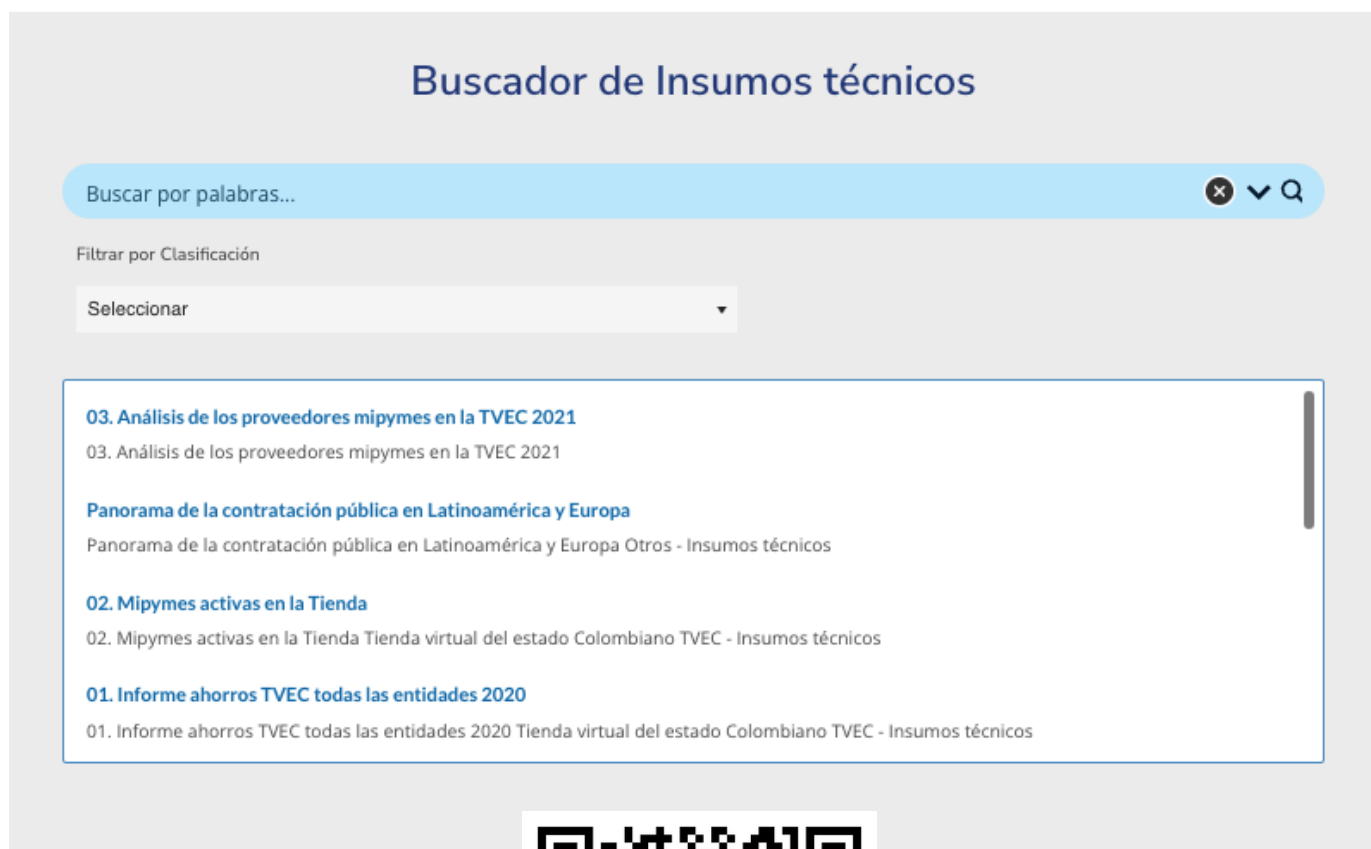 Buscador de Insumos técnicos
Buscar por palabras...
Filtrar por Clasificación
Seleccionar
03. Análisis de los proveedores mipymes en la TVEC 2021
03. Análisis de los proveedores mipymes en la TVEC 2021
Panorama de la contratación pública en Latinoamérica y Europa
Panorama de la contratación pública en Latinoamérica y Europa Otros - Insumos técnicos
02. Mipymes activas en la Tienda
02. Mipymes activas en la Tienda Tienda virtual del estado Colombiano TVEC - Insumos técnicos
01. Informe ahorros TVEC todas las entidades 2020
01. Informe ahorros TVEC todas las entidades 2020 Tienda virtual del estado Colombiano TVEC - Insumos técnicos